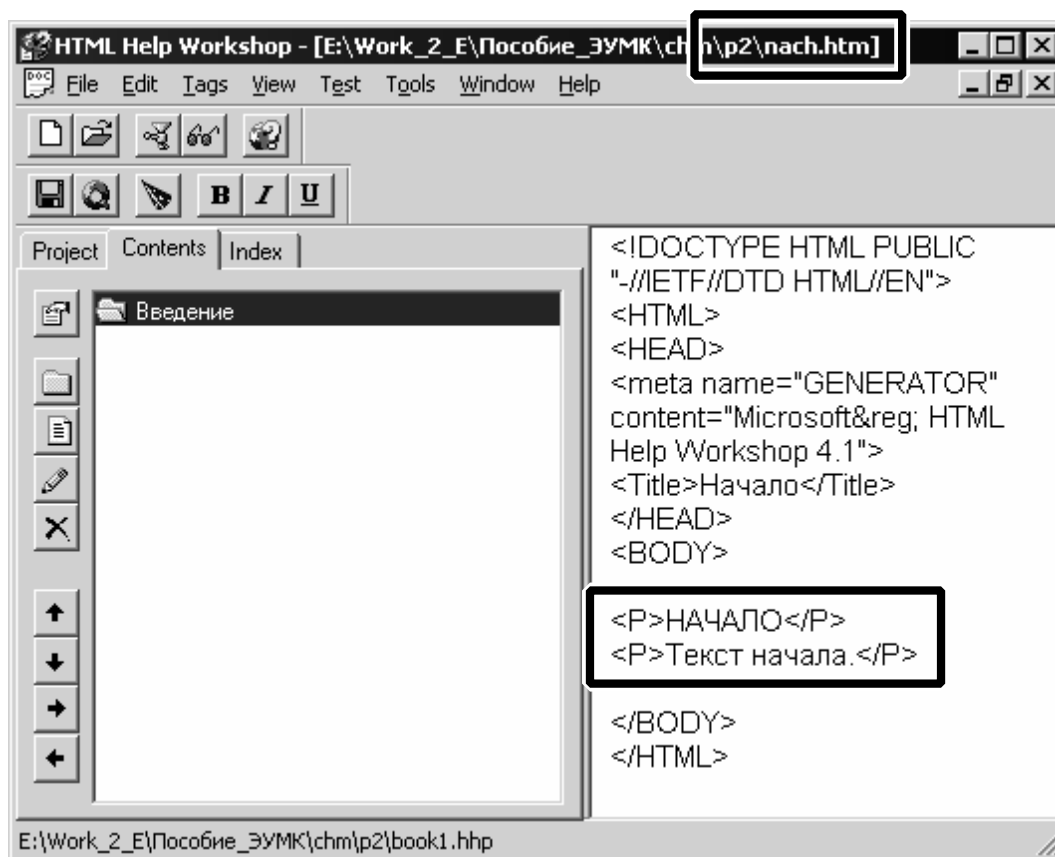 HTML Help Workshop - [E:\Work_2_E\Пособие_ЭУМК\chm\p2\nach.htm]
File Edit Tags View Test Tools Window Help
B I U
Project Contents Index
Введение
<!DOCTYPE HTML PUBLIC
"-//IETF//DTD HTML//EN">
<HTML>
<HEAD>
<meta name="GENERATOR"
content="Microsoft&reg; HTML
Help Workshop 4.1">
<Title>Начало</Title>
</HEAD>
<BODY>
<P>НАЧАЛО</P>
<P>Текст начала.</P>
</BODY>
</HTML>
E:\Work_2_E\Пособие_ЭУМК\chm\p2\book1.hhp